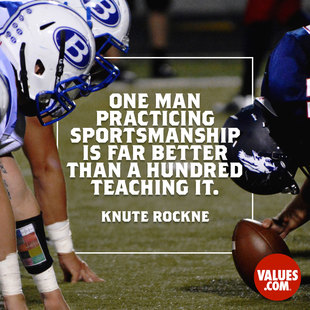 B
ONE MAN
PRACTICING
SPORTSMANSHIP
IS FAR BETTER
THAN A HUNDRED
TEACHING IT.
KNUTE ROCKNE
VALUES
.COM